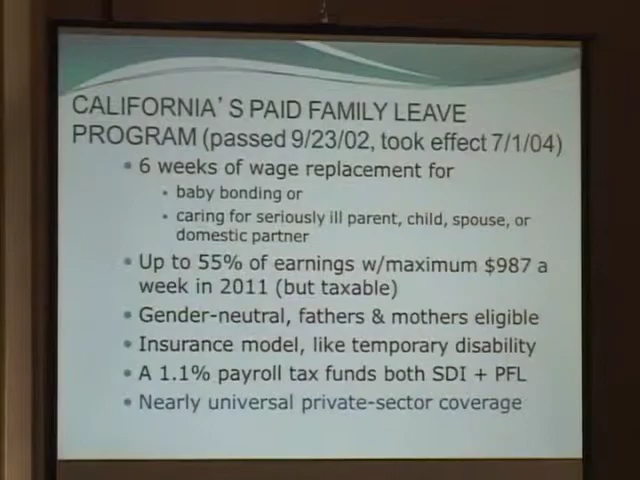 CALIFORNIA'S PAID FAMILY LEAVE
PROGRAM (passed 9/23/02, took effect 7/1/04)
• 6 weeks of wage replacement for
• baby bonding or
• caring for seriously ill parent, child, spouse, or
domestic partner
• Up to 55% of earnings w/maximum $987 a
week in 2011 (but taxable)
• Gender-neutral, fathers & mothers eligible
• Insurance model, like temporary disability
• A 1.1% payroll tax funds both SDI + PFL
• Nearly universal private-sector coverage